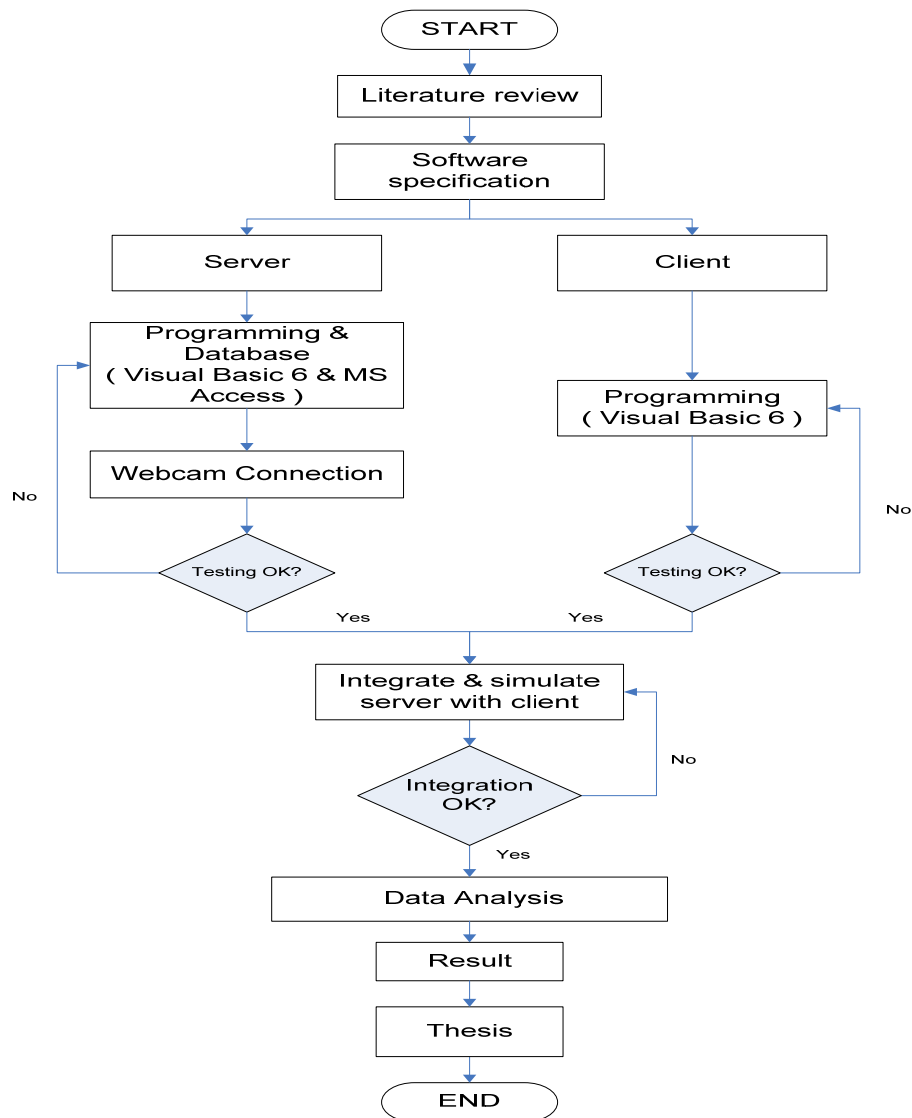 START
Literature review
Software
specification
Server
Client
Programming &
Database
( Visual Basic 6 & MS
Access )
Programming
( Visual Basic 6 )
Webcam Connection
No
No
Testing OK?
Testing OK?
Yes
Yes
Integrate & simulate
server with client
No
Integration
OK?
Yes
Data Analysis
Result
Thesis
END